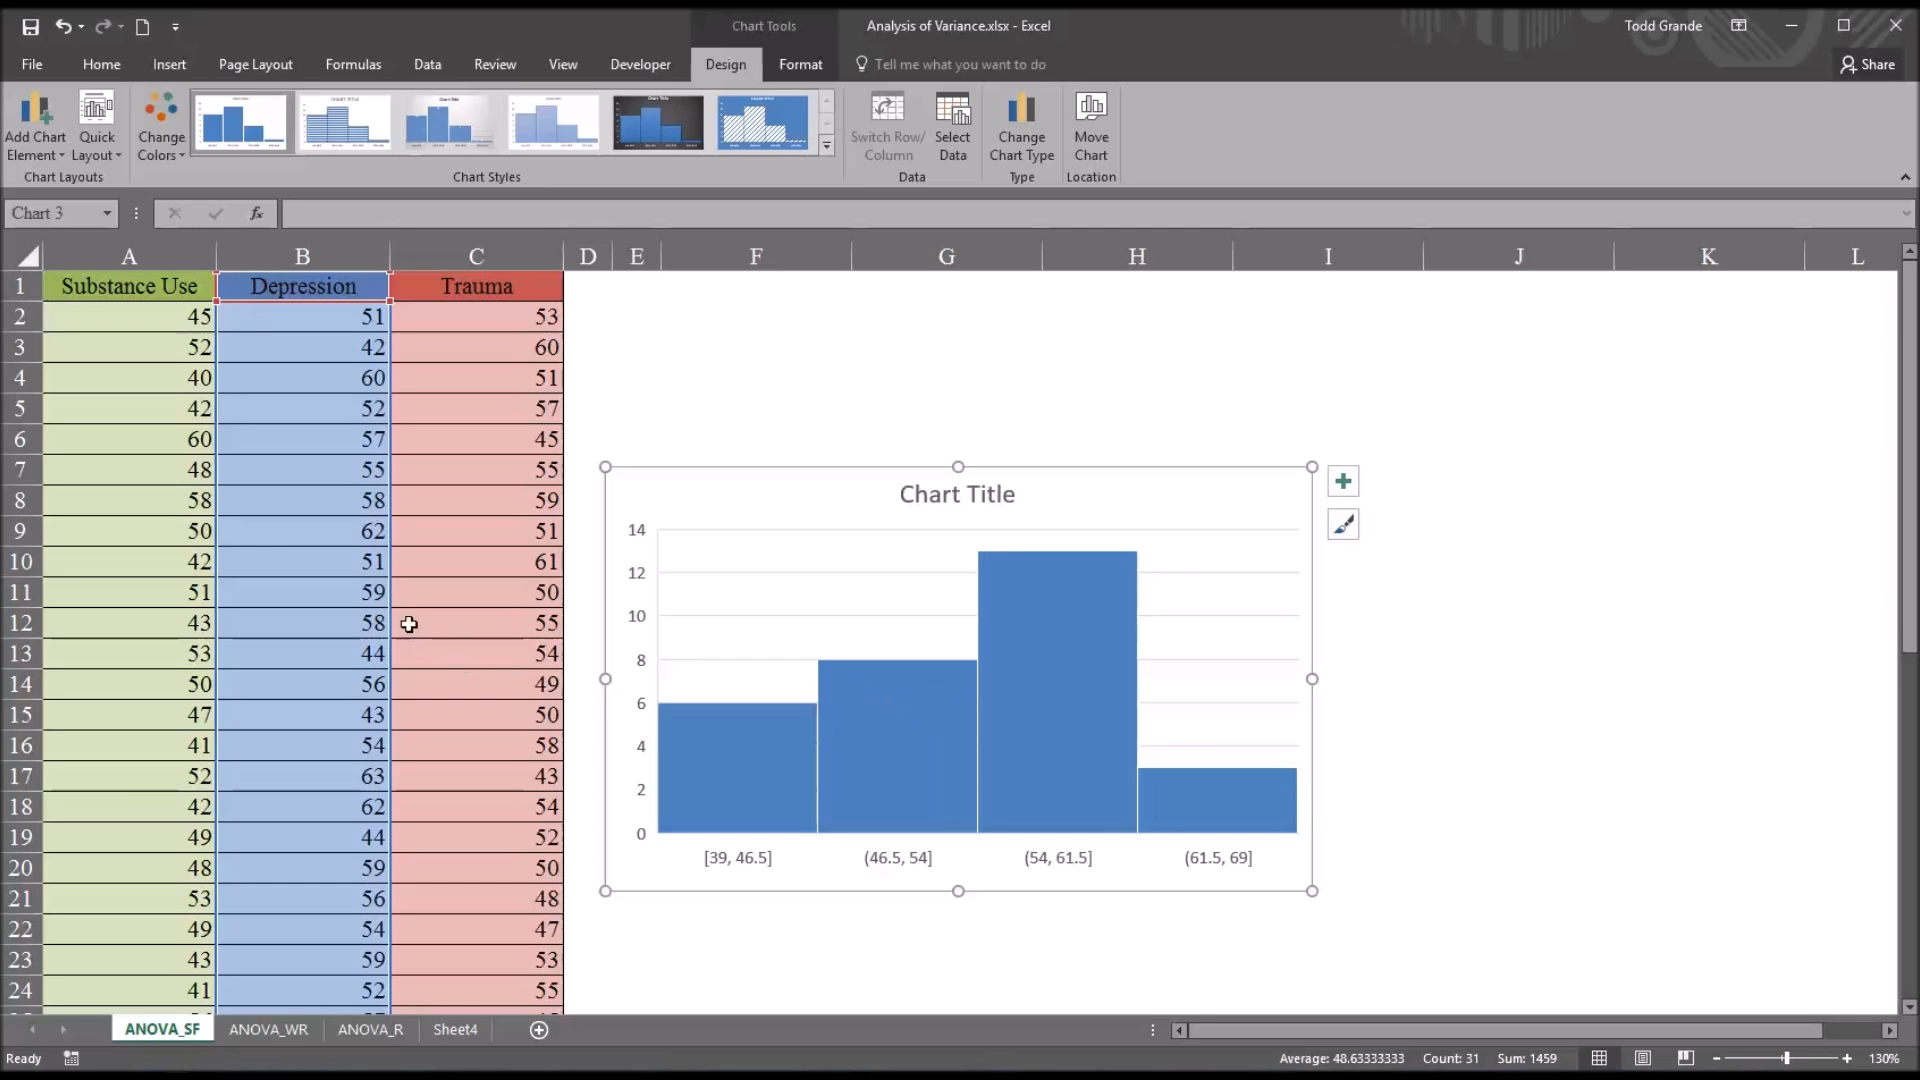 Chart Tools
Analysis of Variance.xlsx - Excel
Todd Grande
File Home Insert Page Layout Formulas Data Review View Developer Design Format Tell me what you want to do Share
Add Chart Element
Quick Layout
Change Colors
Switch Row/ Column
Select Data
Change Chart Type
Move Chart
Chart Layouts Chart Styles Data Type Location
Chart 3 fx
A B C D E F G H I J K L
1 Substance Use Depression Trauma
2 45 51 53
3 52 42 60
4 40 60 51
5 42 52 57
6 60 57 45
7 48 55 55
8 58 58 59
9 50 62 51
10 42 51 61
11 51 59 50
12 43 58 55
13 53 44 54
14 50 56 49
15 47 43 50
16 41 54 58
17 52 63 43
18 42 62 54
19 49 44 52
20 48 59 50
21 53 56 48
22 49 54 47
23 43 59 53
24 41 52 55
Chart Title
14
12
10
8
6
4
2
0
[39, 46.5] (46.5, 54] (54, 61.5] (61.5, 69]
ANOVA_SF ANOVA_WR ANOVA_R Sheet4
Ready Average: 48.63333333 Count: 31 Sum: 1459 130%